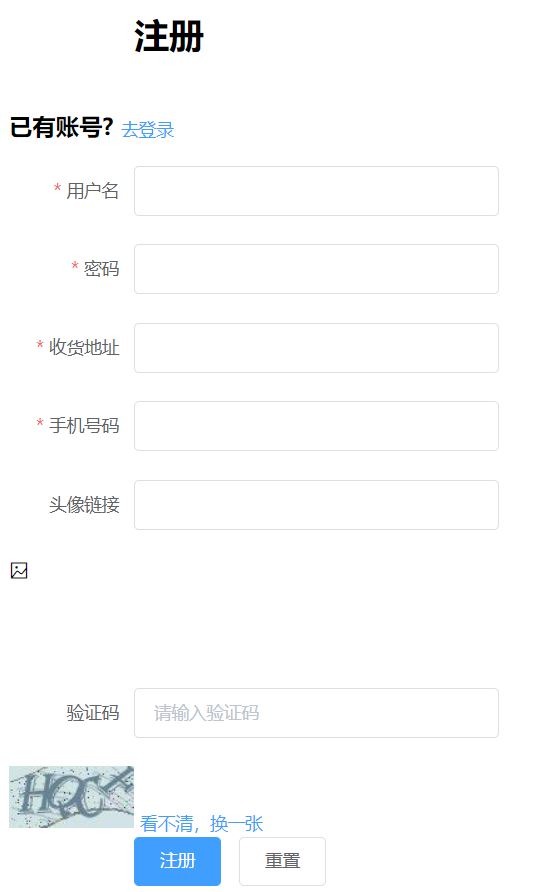 注册
已有账号? 去登录
* 用户名
* 密码
* 收货地址
* 手机号码
头像链接
验证码 请输入验证码
看不清，换一张
注册 重置